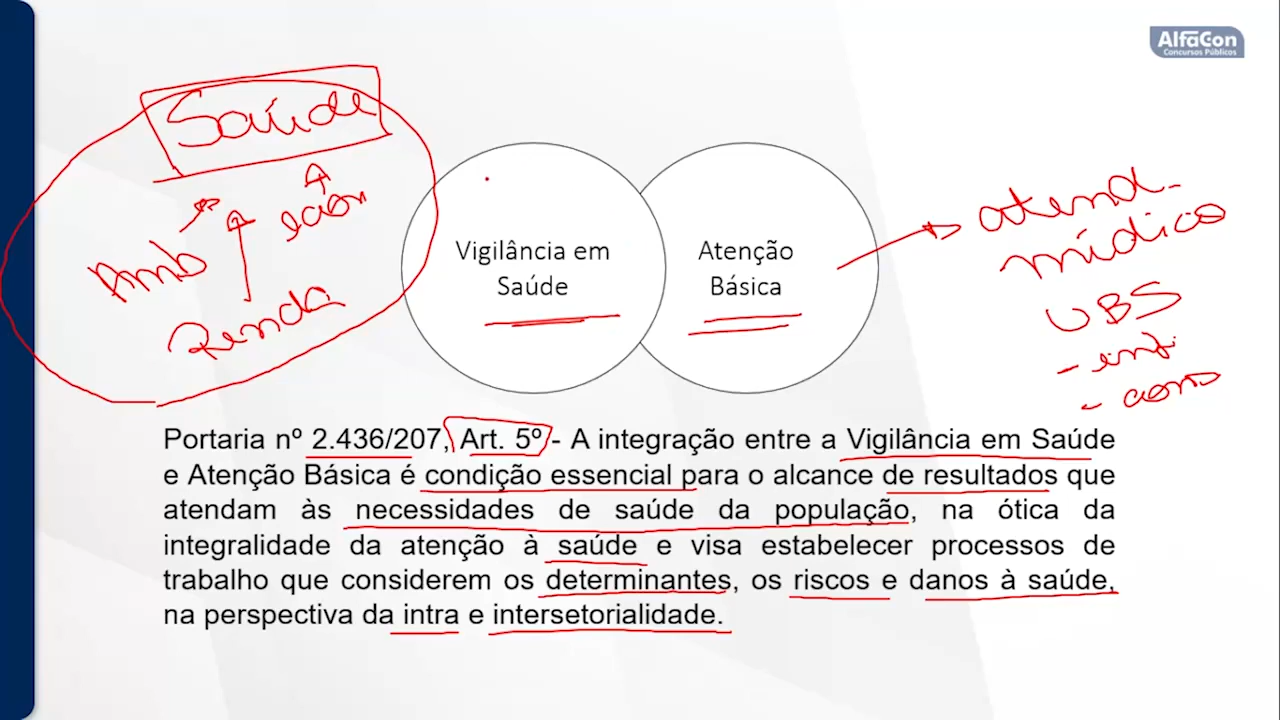 AlfaCon
Concursos Públicos
Saúde
Amb
Renda
Vigilância em
Saúde
Atenção
Básica
atend.
médico
UBS
Portaria nº 2.436/207, Art. 5º - A integração entre a Vigilância em Saúde
e Atenção Básica é condição essencial para o alcance de resultados que
atendam às necessidades de saúde da população, na ótica da
integralidade da atenção à saúde e visa estabelecer processos de
trabalho que considerem os determinantes, os riscos e danos à saúde,
na perspectiva da intra e intersetorialidade.